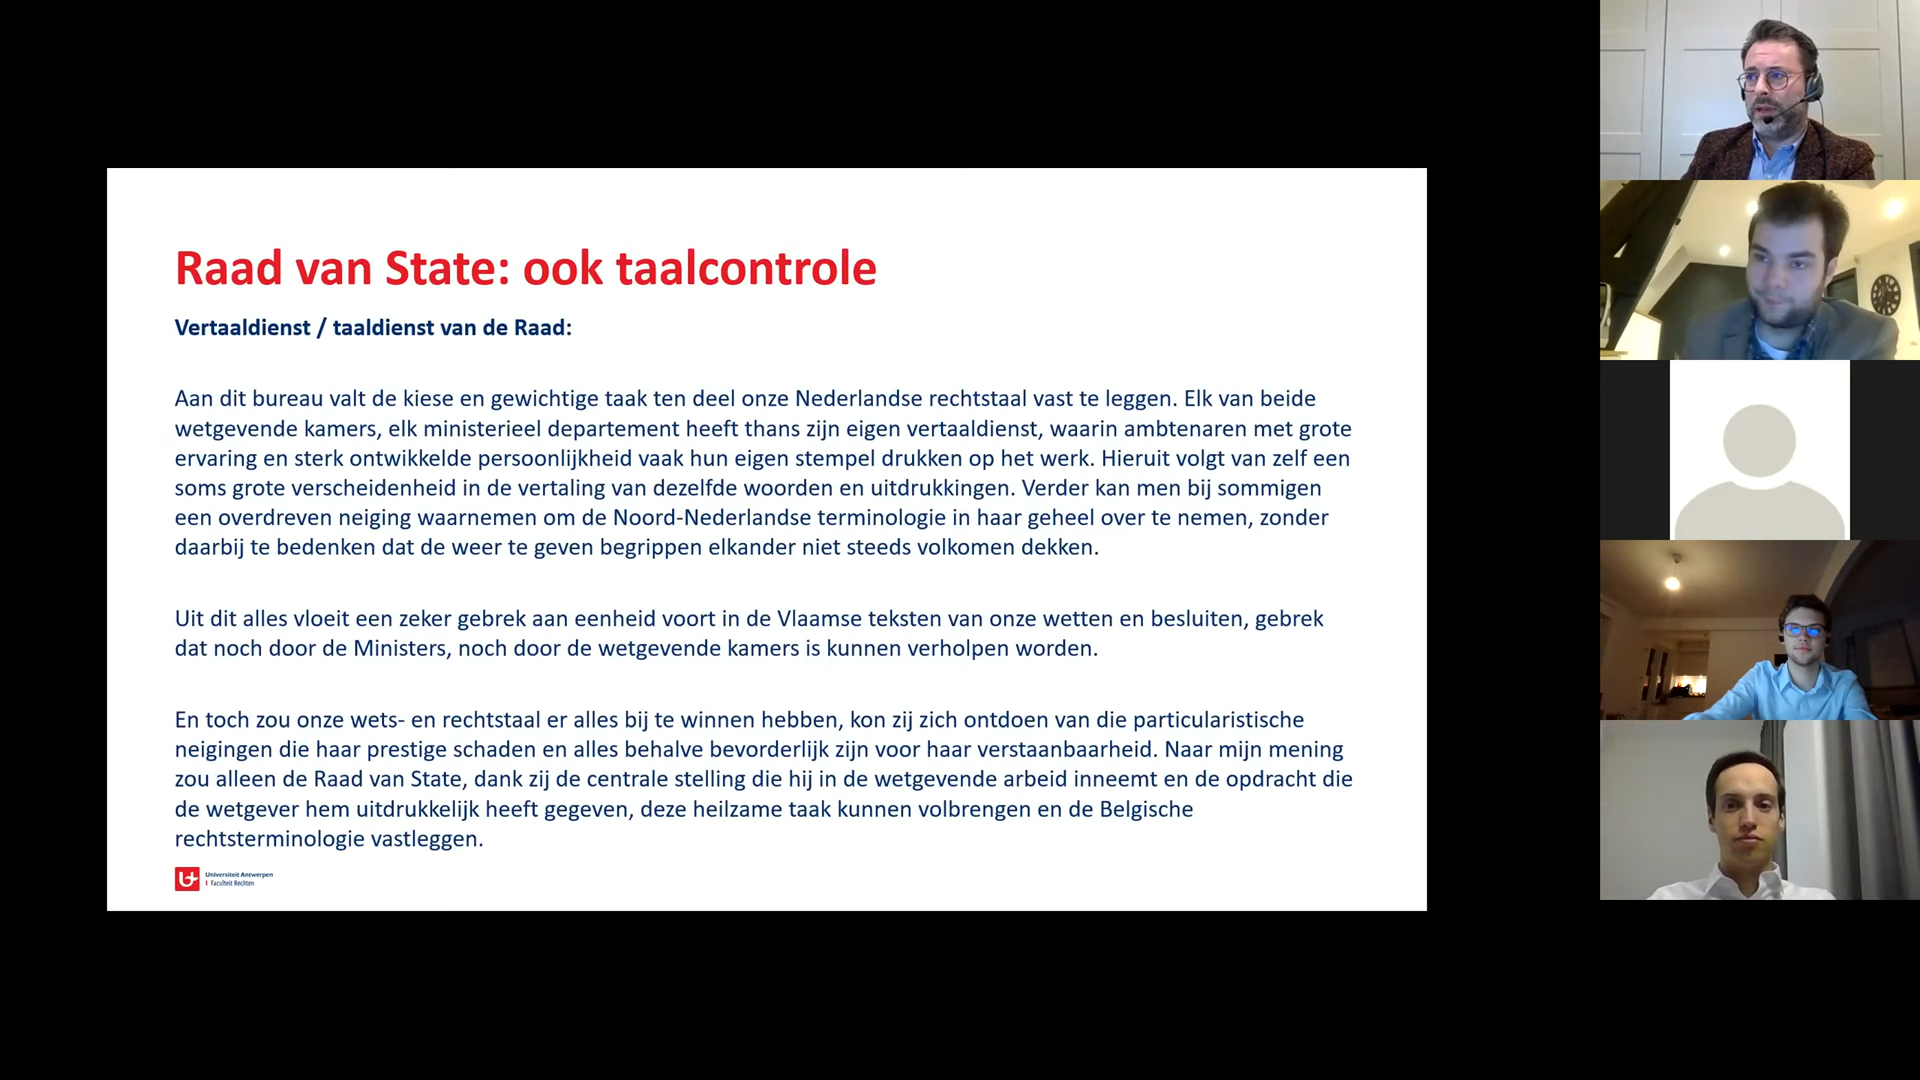 Raad van State: ook taalcontrole
Vertaaldienst / taaldienst van de Raad:
Aan dit bureau valt de kiese en gewichtige taak ten deel onze Nederlandse rechtstaal vast te leggen. Elk van beide
wetgevende kamers, elk ministerieel departement heeft thans zijn eigen vertaaldienst, waarin ambtenaren met grote
ervaring en sterk ontwikkelde persoonlijkheid vaak hun eigen stempel drukken op het werk. Hieruit volgt van zelf een
soms grote verscheidenheid in de vertaling van dezelfde woorden en uitdrukkingen. Verder kan men bij sommigen
een overdreven neiging waarnemen om de Noord-Nederlandse terminologie in haar geheel over te nemen, zonder
daarbij te bedenken dat de weer te geven begrippen elkander niet steeds volkomen dekken.
Uit dit alles vloeit een zeker gebrek aan eenheid voort in de Vlaamse teksten van onze wetten en besluiten, gebrek
dat noch door de Ministers, noch door de wetgevende kamers is kunnen verholpen worden.
En toch zou onze wets- en rechtstaal er alles bij te winnen hebben, kon zij zich ontdoen van die particularistische
neigingen die haar prestige schaden en alles behalve bevorderlijk zijn voor haar verstaanbaarheid. Naar mijn mening
zou alleen de Raad van State, dank zij de centrale stelling die hij in de wetgevende arbeid inneemt en de opdracht die
de wetgever hem uitdrukkelijk heeft gegeven, deze heilzame taak kunnen volbrengen en de Belgische
rechtsterminologie vastleggen.
Universiteit Antwerpen
I Faculteit Rechten